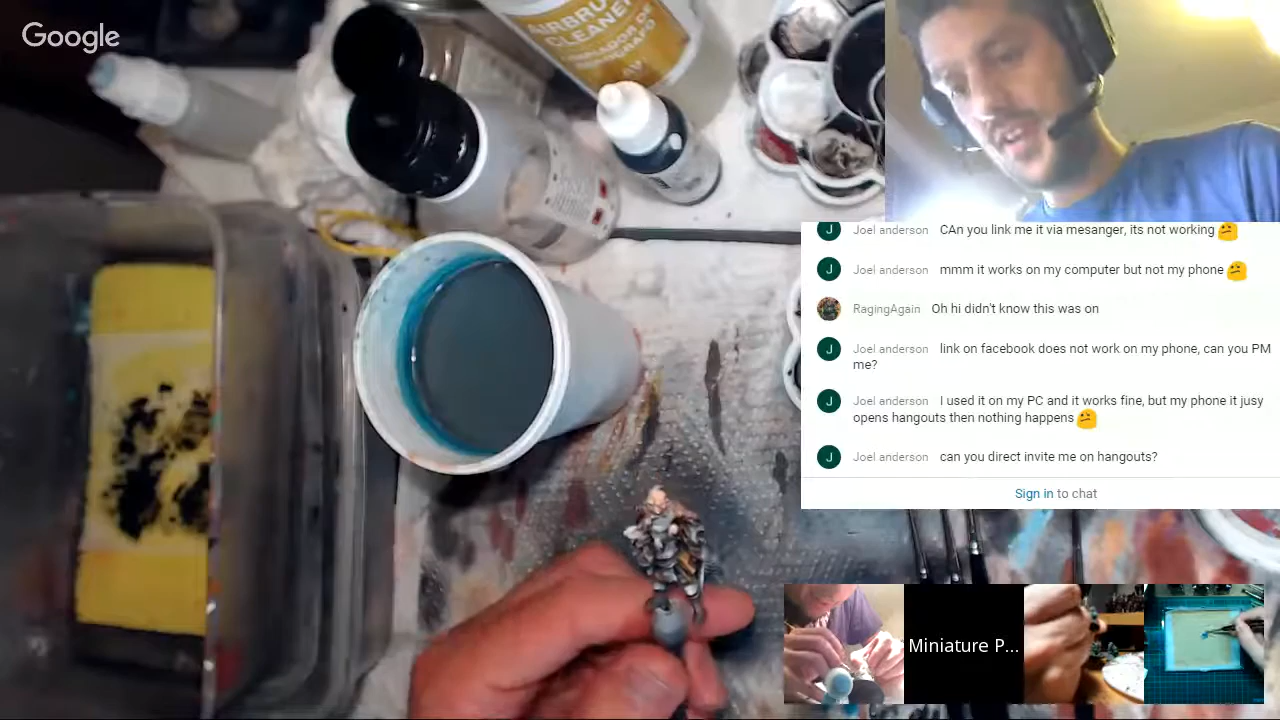 Google
AIRBRU
CLEANER
Joel anderson CAn you link me it via mesanger, its not working
Joel anderson mmm it works on my computer but not my phone
RagingAgain Oh hi didn't know this was on
Joel anderson link on facebook does not work on my phone, can you PM
me?
Joel anderson I used it on my PC and it works fine, but my phone it jusy
opens hangouts then nothing happens
Joel anderson can you direct invite me on hangouts?
Sign in to chat
Miniature P...
J
J
J
J
J